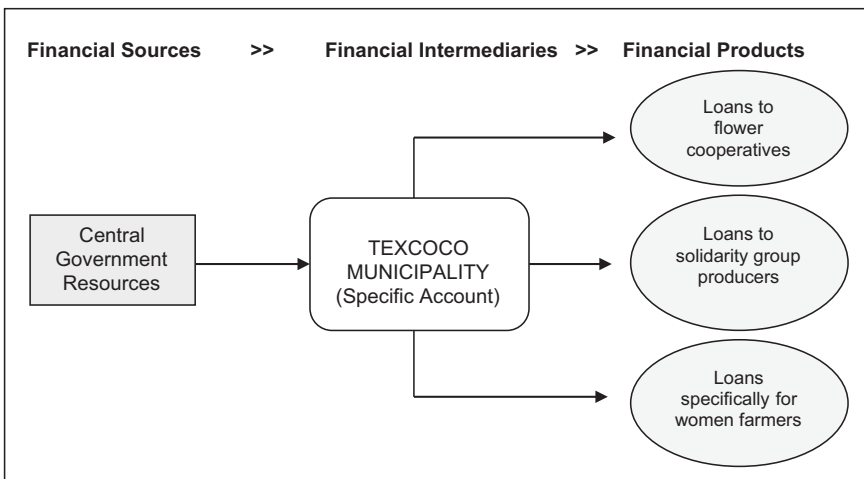 Financial Sources >> Financial Intermediaries >> Financial Products
Loans to
flower
cooperatives
Central
Government
Resources
TEXCOCO
MUNICIPALITY
(Specific Account)
Loans to
solidarity group
producers
Loans
specifically for
women farmers